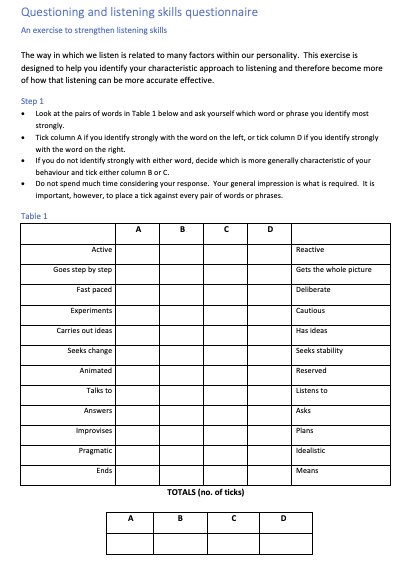 Questioning and listening skills questionnaire
An exercise to strengthen listening skills
The way in which we listen is related to many factors within our personality. This exercise is
designed to help you identify your characteristic approach to listening and therefore become more
of how that listening can be more accurate effective.
Step 1
• Look at the pairs of words in Table 1 below and ask yourself which word or phrase you identify most
strongly.
• Tick column A if you identify strongly with the word on the left, or tick column D if you identify strongly
with the word on the right.
• If you do not identify strongly with either word, decide which is more generally characteristic of your
behaviour and tick either column B or C.
• Do not spend much time considering your response. Your general impression is what is required. It is
important, however, to place a tick against every pair of words or phrases.
Table 1
A B C D
Active Reactive
Goes step by step Gets the whole picture
Fast paced Deliberate
Experiments Cautious
Carries out ideas Has ideas
Seeks change Seeks stability
Animated Reserved
Talks to Listens to
Answers Asks
Improvises Plans
Pragmatic Idealistic
Ends Means
TOTALS (no. of ticks)
A B C D